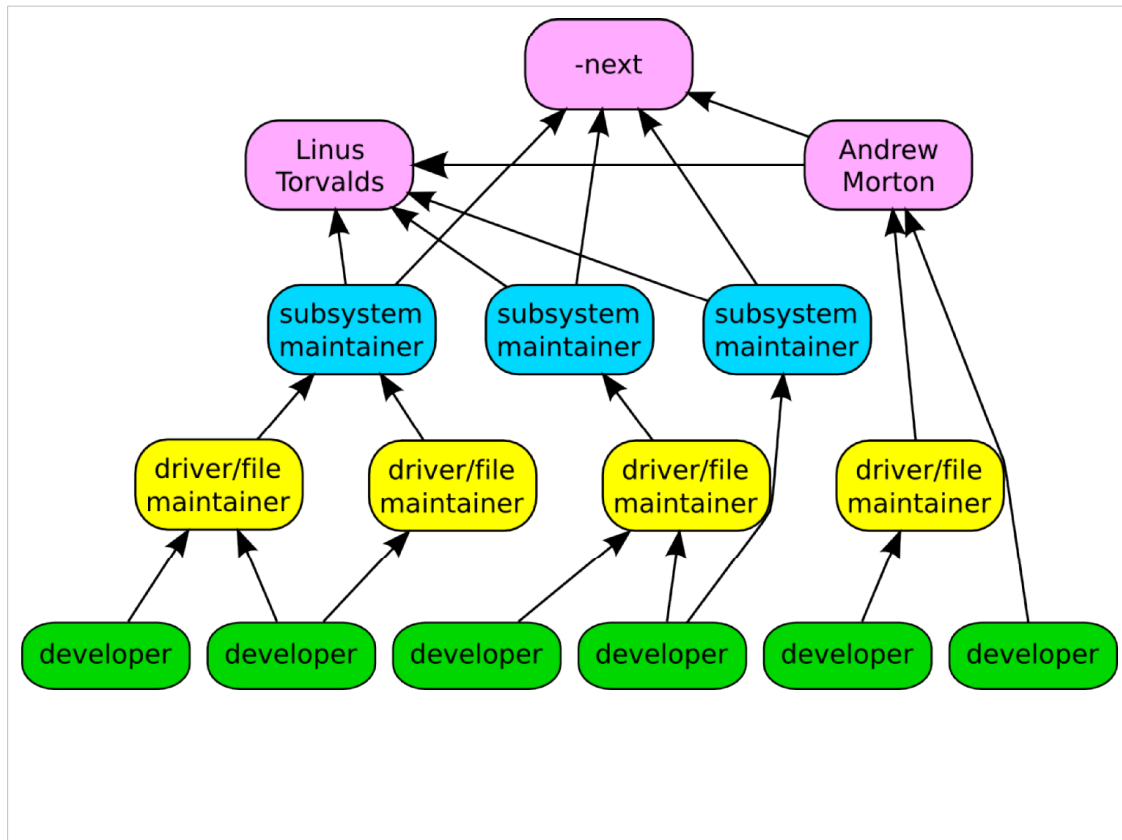 -next
Linus
Torvalds
Andrew
Morton
subsystem
maintainer
subsystem
maintainer
subsystem
maintainer
driver/file
maintainer
driver/file
maintainer
driver/file
maintainer
driver/file
maintainer
developer
developer
developer
developer
developer
developer